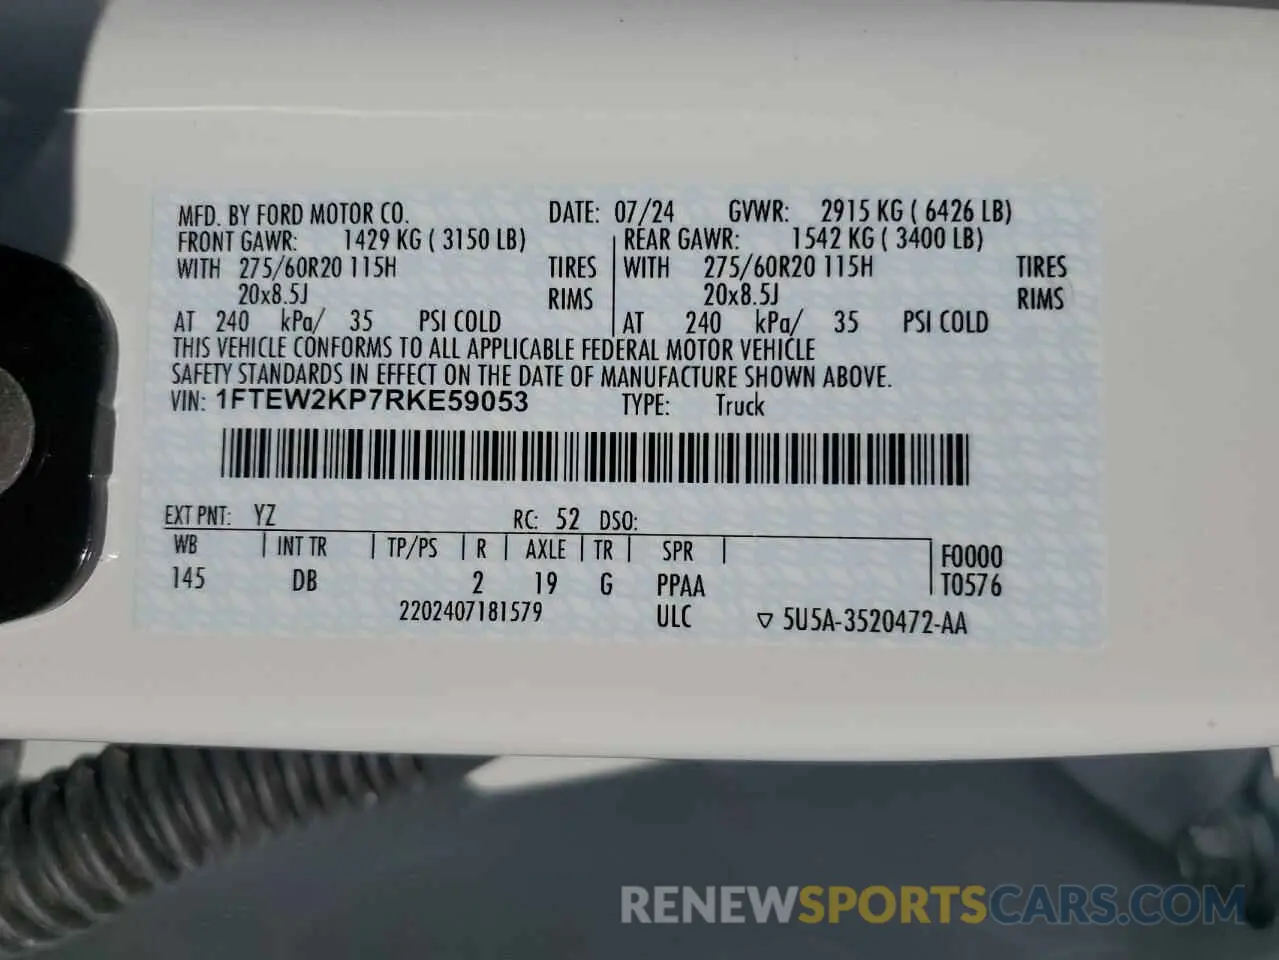 MFD. BY FORD MOTOR CO. DATE: 07/24 GVWR: 2915 KG ( 6426 LB)
FRONT GAWR: 1429 KG ( 3150 LB) REAR GAWR: 1542 KG ( 3400 LB)
WITH 275/60R20 115H TIRES WITH 275/60R20 115H TIRES
20x8.5J RIMS 20x8.5J RIMS
AT 240 kPa/ 35 PSI COLD AT 240 kPa/ 35 PSI COLD
THIS VEHICLE CONFORMS TO ALL APPLICABLE FEDERAL MOTOR VEHICLE
SAFETY STANDARDS IN EFFECT ON THE DATE OF MANUFACTURE SHOWN ABOVE.
VIN: 1FTEW2KP7RKE59053 TYPE: Truck
EXT PNT: YZ RC: 52 DSO:
WB INT TR TP/PS R AXLE TR SPR F0000
145 DB 2 19 G PPAA T0576
2202407181579 ULC ▽ 5U5A-3520472-AA
RENEWSPORTSCARS.COM